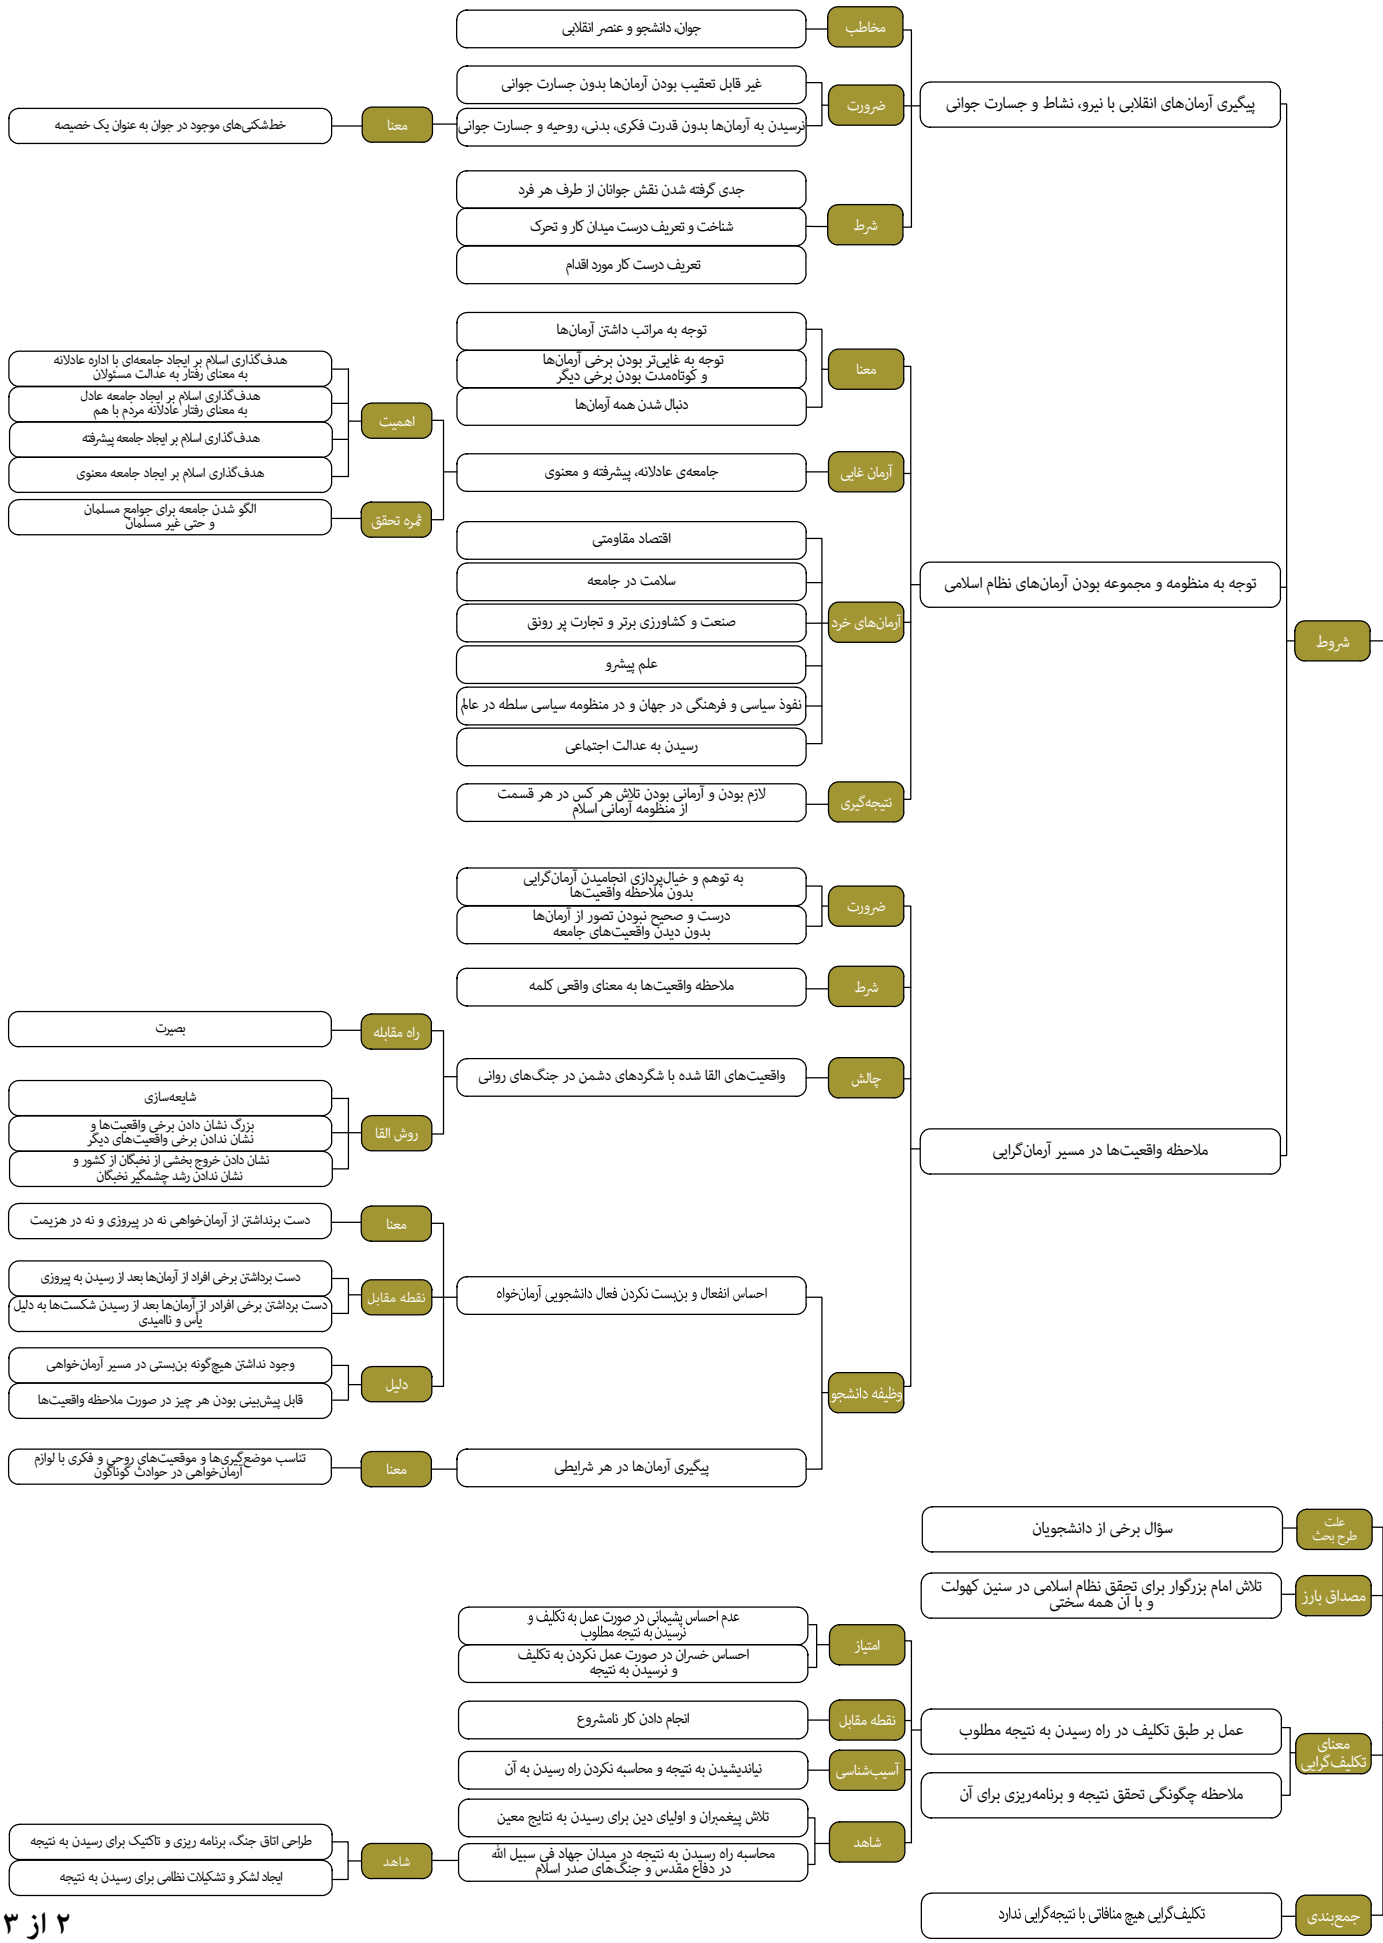 شروط
پیگیری آرمان‌های انقلابی با نیرو، نشاط و جسارت جوانی
مخاطب
جوان، دانشجو و عنصر انقلابی
ضرورت
غیر قابل تعقیب بودن آرمان‌ها بدون جسارت جوانی
نرسیدن به آرمان‌ها بدون قدرت فکری، بدنی، روحیه و جسارت جوانی
معنا
خط‌شکنی‌های موجود در جوان به عنوان یک خصیصه
شرط
جدی گرفته شدن نقش جوانان از طرف هر فرد
شناخت و تعریف درست میدان کار و تحرک
تعریف درست کار مورد اقدام
توجه به منظومه و مجموعه بودن آرمان‌های نظام اسلامی
معنا
توجه به مراتب داشتن آرمان‌ها
توجه به غایی‌تر بودن برخی آرمان‌ها
و کوتاه‌مدت بودن برخی دیگر
دنبال شدن همه آرمان‌ها
آرمان غایی
جامعه‌ی عادلانه، پیشرفته و معنوی
اهمیت
هدف‌گذاری اسلام بر ایجاد جامعه‌ای با اداره عادلانه
به معنای رفتار به عدالت مسئولان
هدف‌گذاری اسلام بر ایجاد جامعه عادل
به معنای رفتار عادلانه مردم با هم
هدف‌گذاری اسلام بر ایجاد جامعه پیشرفته
هدف‌گذاری اسلام بر ایجاد جامعه معنوی
ثمره تحقق
الگو شدن جامعه برای جوامع مسلمان
و حتی غیر مسلمان
آرمان‌های خرد
اقتصاد مقاومتی
سلامت در جامعه
صنعت و کشاورزی برتر و تجارت پر رونق
علم پیشرو
نفوذ سیاسی و فرهنگی در جهان و در منظومه سیاسی سلطه در عالم
رسیدن به عدالت اجتماعی
نتیجه‌گیری
لازم بودن و آرمانی بودن تلاش هر کس در هر قسمت
از منظومه آرمانی اسلام
ملاحظه واقعیت‌ها در مسیر آرمان‌گرایی
ضرورت
به توهم و خیال‌پردازی انجامیدن آرمان‌گرایی
بدون ملاحظه واقعیت‌ها
درست و صحیح نبودن تصور از آرمان‌ها
بدون دیدن واقعیت‌های جامعه
شرط
ملاحظه واقعیت‌ها به معنای واقعی کلمه
چالش
واقعیت‌های القا شده با شگردهای دشمن در جنگ‌های روانی
راه مقابله
بصیرت
روش القا
شایعه‌سازی
بزرگ نشان دادن برخی واقعیت‌ها و
نشان ندادن برخی واقعیت‌های دیگر
نشان دادن خروج بخشی از نخبگان از کشور و
نشان ندادن رشد چشمگیر نخبگان
وظیفه دانشجو
احساس انفعال و بن‌بست نکردن فعال دانشجویی آرمان‌خواه
معنا
دست برنداشتن از آرمان‌خواهی نه در پیروزی و نه در هزیمت
نقطه مقابل
دست برداشتن برخی افراد از آرمان‌ها بعد از رسیدن به پیروزی
دست برداشتن برخی افرادر از آرمان‌ها بعد از رسیدن شکست‌ها به دلیل
یأس و ناامیدی
دلیل
وجود نداشتن هیچ‌گونه بن‌بستی در مسیر آرمان‌خواهی
قابل پیش‌بینی بودن هر چیز در صورت ملاحظه واقعیت‌ها
پیگیری آرمان‌ها در هر شرایطی
معنا
تناسب موضع‌گیری‌ها و موقعیت‌های روحی و فکری با لوازم
آرمان‌خواهی در حوادث گوناگون
علت
طرح بحث
سؤال برخی از دانشجویان
مصداق بارز
تلاش امام بزرگوار برای تحقق نظام اسلامی در سنین کهولت
و با آن همه سختی
معنای
تکلیف‌گرایی
عمل بر طبق تکلیف در راه رسیدن به نتیجه مطلوب
امتیاز
عدم احساس پشیمانی در صورت عمل به تکلیف و
نرسیدن به نتیجه مطلوب
احساس خسران در صورت عمل نکردن به تکلیف
و نرسیدن به نتیجه
نقطه مقابل
انجام دادن کار نامشروع
آسیب‌شناسی
نیاندیشیدن به نتیجه و محاسبه نکردن راه رسیدن به آن
شاهد
تلاش پیغمبران و اولیای دین برای رسیدن به نتایج معین
محاسبه راه رسیدن به نتیجه در میدان جهاد فی سبیل الله
در دفاع مقدس و جنگ‌های صدر اسلام
شاهد
طراحی اتاق جنگ، برنامه ریزی و تاکتیک برای رسیدن به نتیجه
ایجاد لشکر و تشکیلات نظامی برای رسیدن به نتیجه
ملاحظه چگونگی تحقق نتیجه و برنامه‌ریزی برای آن
جمع‌بندی
تکلیف‌گرایی هیچ منافاتی با نتیجه‌گرایی ندارد
۲ از ۳